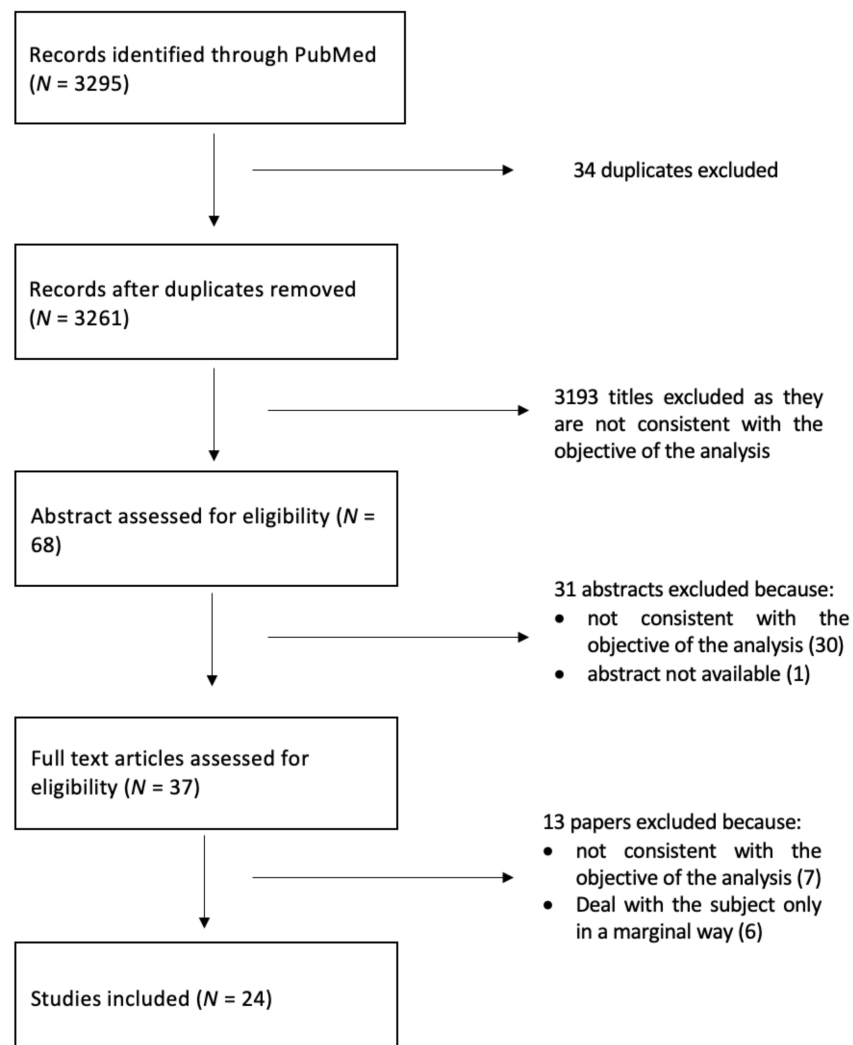 Records identified through PubMed
(N = 3295)
34 duplicates excluded
Records after duplicates removed
(N = 3261)
3193 titles excluded as they
are not consistent with the
objective of the analysis
Abstract assessed for eligibility (N =
68)
31 abstracts excluded because:
• not consistent with the
objective of the analysis (30)
• abstract not available (1)
Full text articles assessed for
eligibility (N = 37)
13 papers excluded because:
• not consistent with the
objective of the analysis (7)
• Deal with the subject only
in a marginal way (6)
Studies included (N = 24)